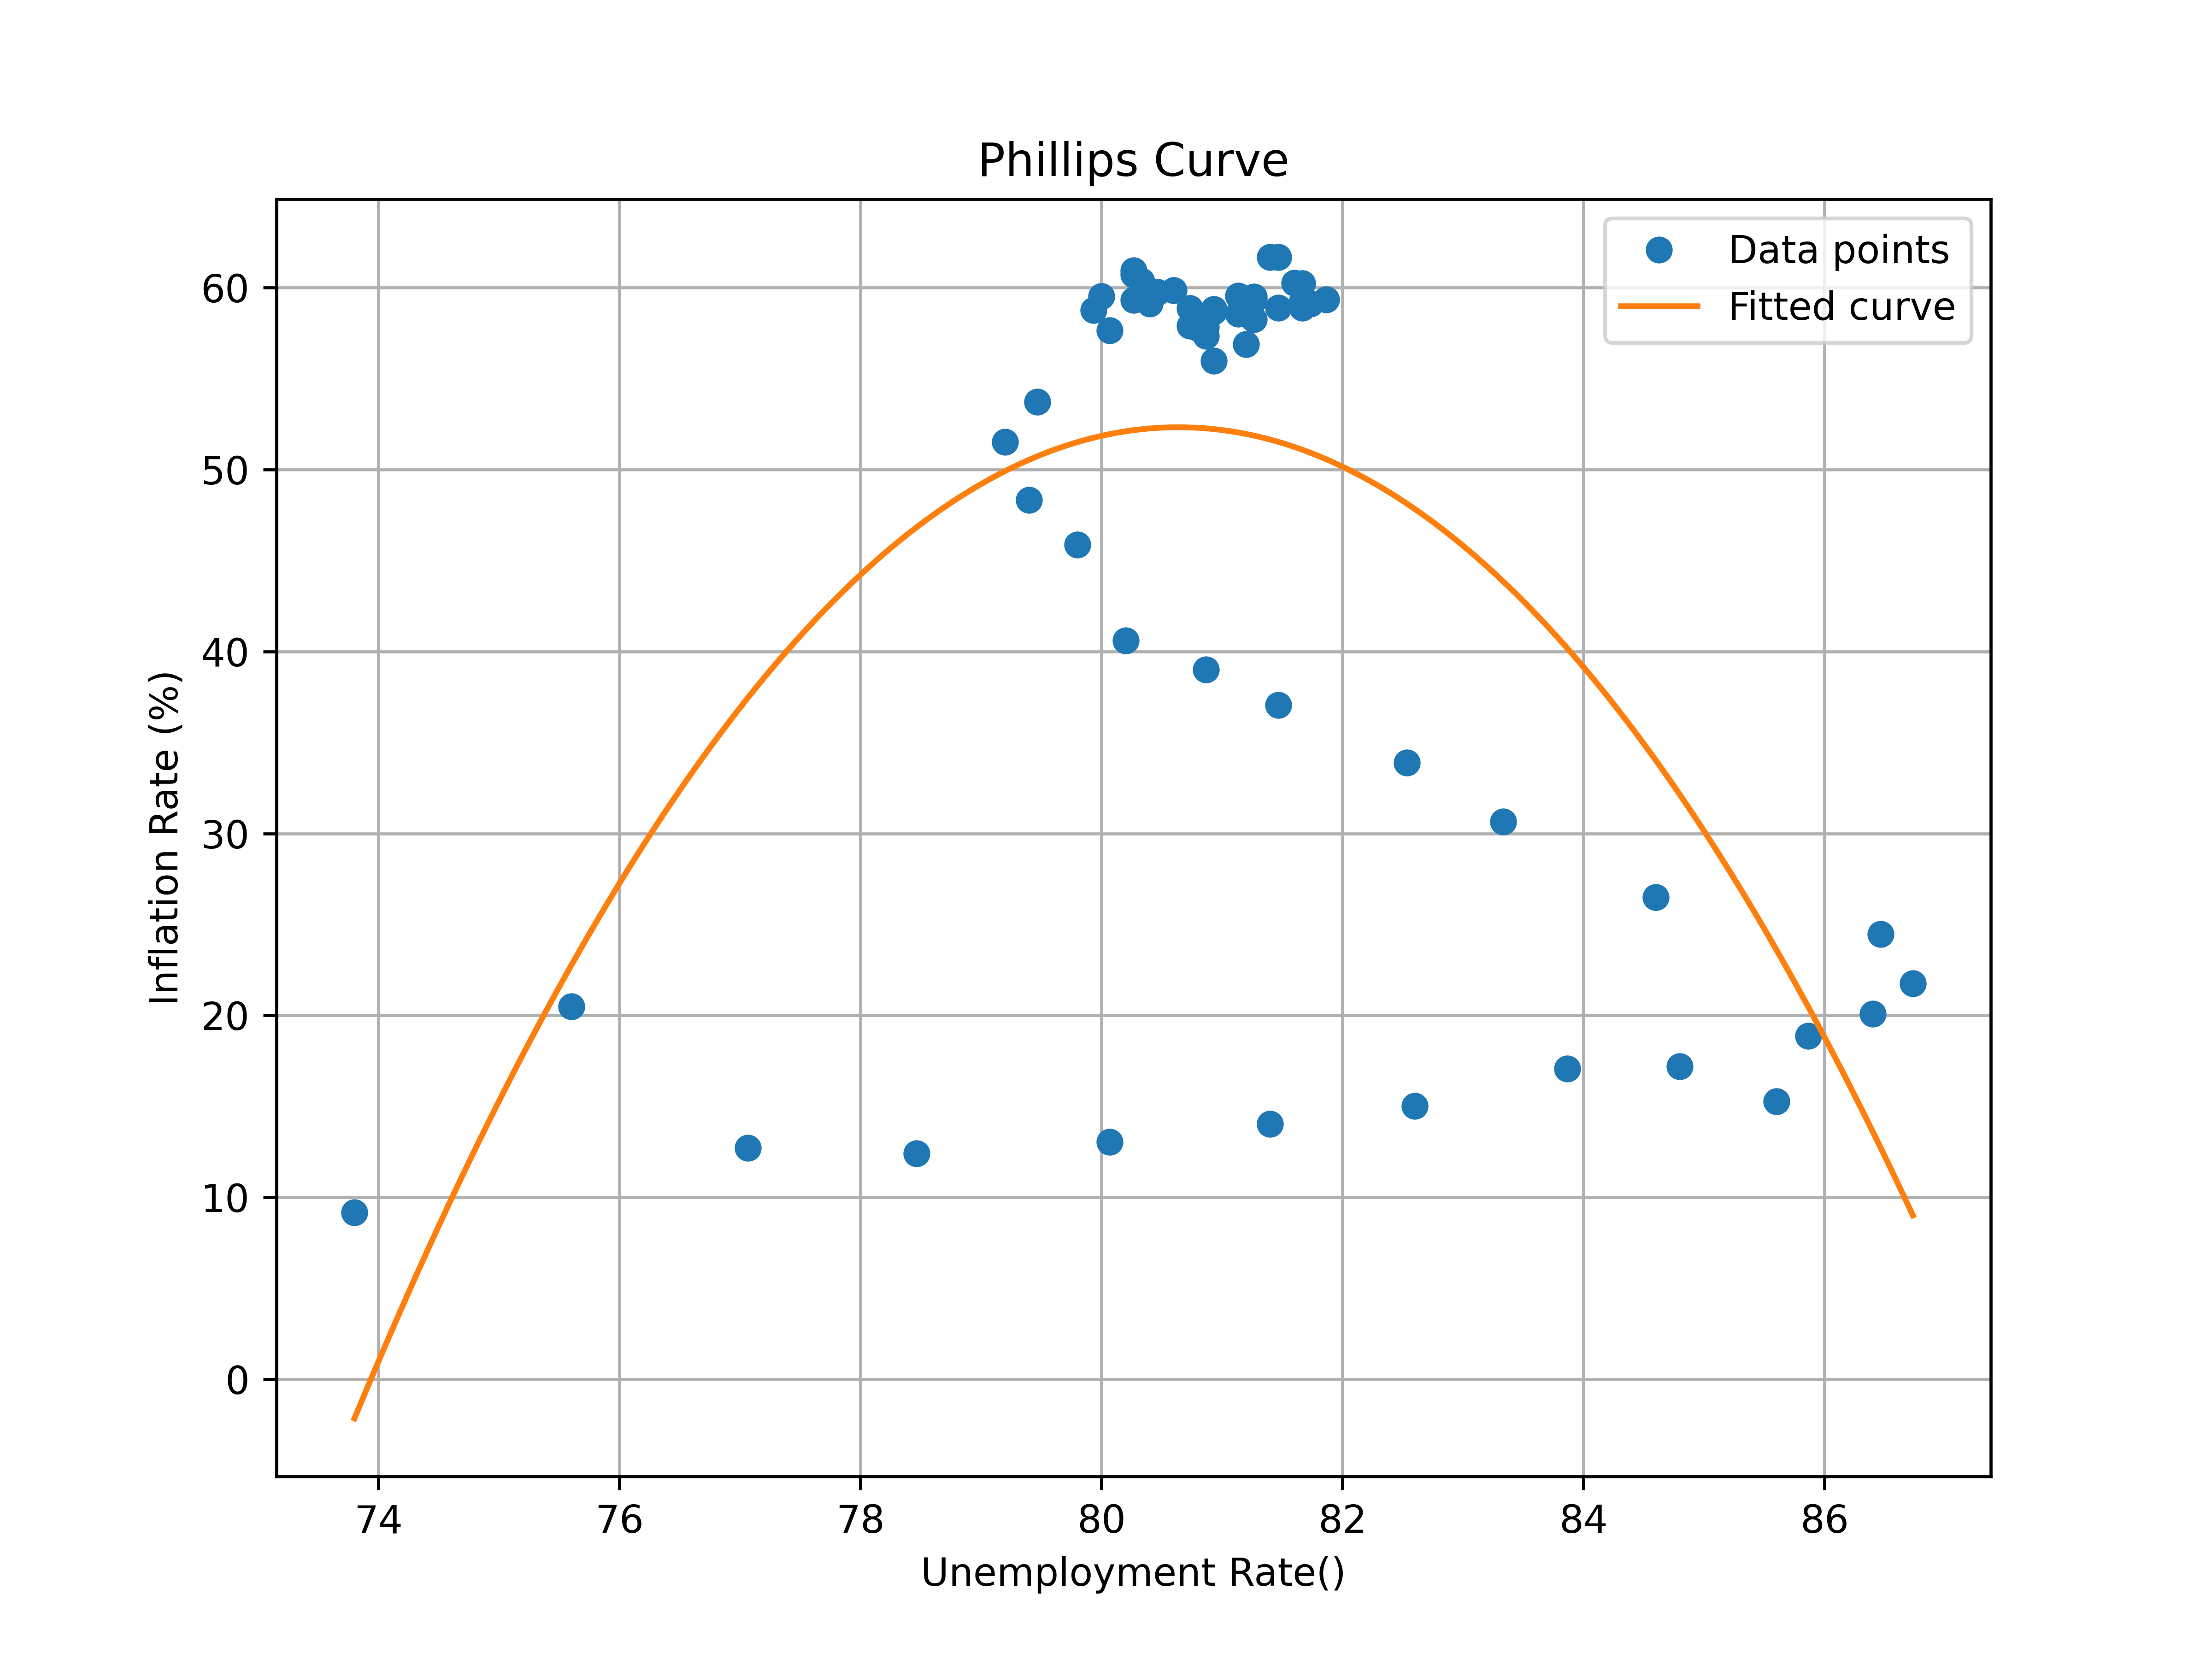 Phillips Curve
Data points
Fitted curve
60
50
40
30
20
10
0
Inflation Rate (%)
74 76 78 80 82 84 86
Unemployment Rate()